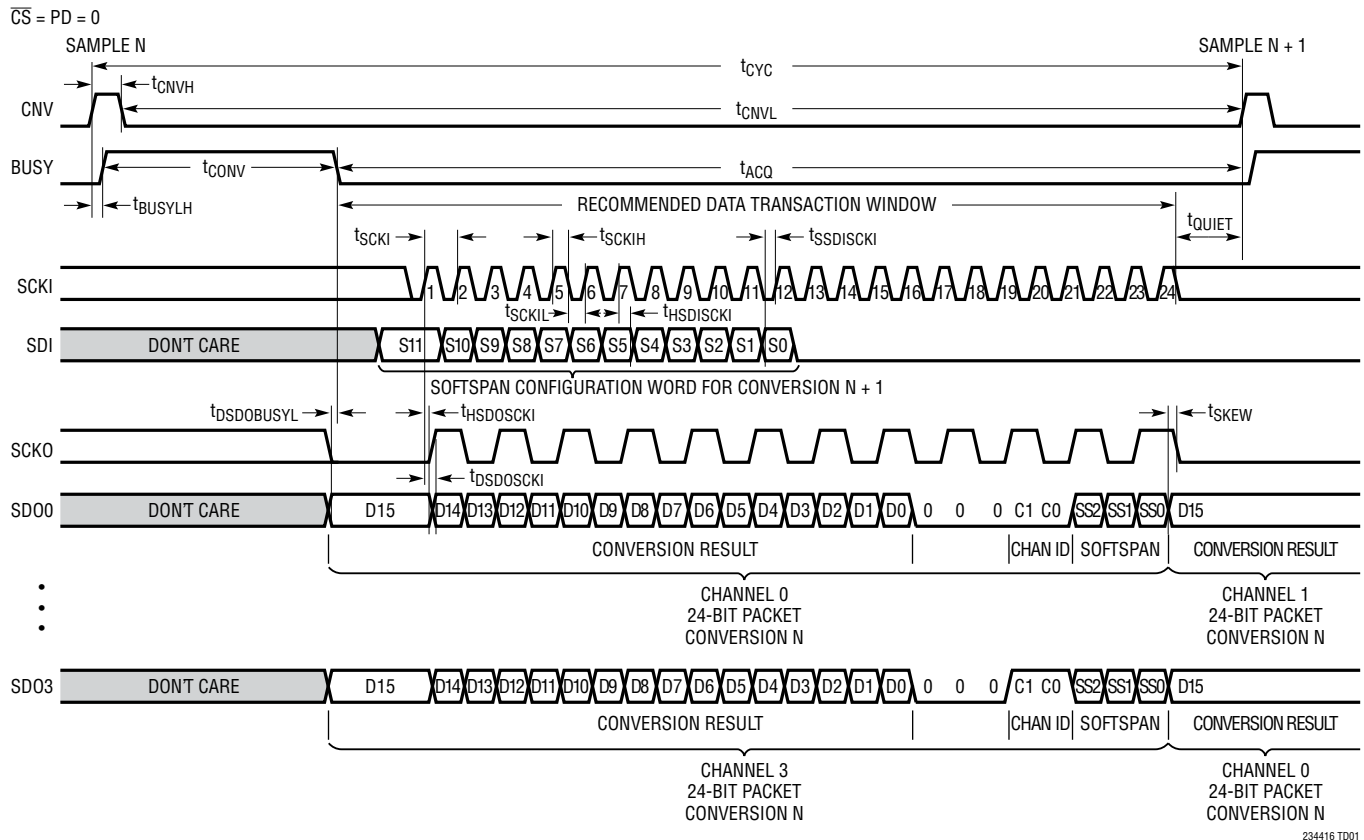 CS = PD = 0
SAMPLE N
SAMPLE N + 1
tCYC
tCNVH
CNV
tCNVL
BUSY
tCONV
tACQ
tBUSYLH
RECOMMENDED DATA TRANSACTION WINDOW
tQUIET
tSCKI
tSCKIH
tSSDISCKI
SCKI
1 2 3 4 5 6 7 8 9 10 11 12 13 14 15 16 17 18 19 20 21 22 23 24
tSCKIL
tHSDISCKI
SDI
DON'T CARE
S11 S10 S9 S8 S7 S6 S5 S4 S3 S2 S1 S0
SOFTSPAN CONFIGURATION WORD FOR CONVERSION N + 1
tDSDOBUSYL
tHSDOSCKI
tSKEW
SCKO
tDSDOSCKI
SDO0
DON'T CARE
D15 D14 D13 D12 D11 D10 D9 D8 D7 D6 D5 D4 D3 D2 D1 D0 0 0 0 C1 C0 SS2 SS1 SS0 D15
CONVERSION RESULT
CHAN ID
SOFTSPAN
CONVERSION RESULT
CHANNEL 0
24-BIT PACKET
CONVERSION N
CHANNEL 1
24-BIT PACKET
CONVERSION N
SDO3
DON'T CARE
D15 D14 D13 D12 D11 D10 D9 D8 D7 D6 D5 D4 D3 D2 D1 D0 0 0 0 C1 C0 SS2 SS1 SS0 D15
CONVERSION RESULT
CHAN ID
SOFTSPAN
CONVERSION RESULT
CHANNEL 3
24-BIT PACKET
CONVERSION N
CHANNEL 0
24-BIT PACKET
CONVERSION N
234416 TD01